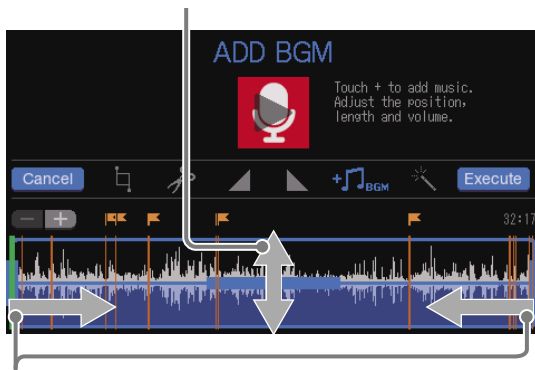 ADD BGM
Touch + to add music.
Adjust the position,
length and volume.
Cancel
+ BGM
Execute
− +
32:17